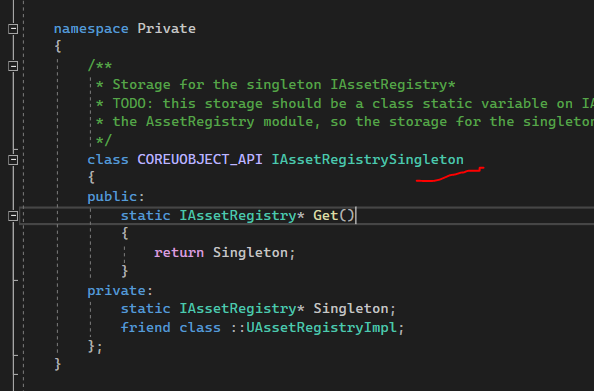 namespace Private
{
/**
* Storage for the singleton IAssetRegistry*
* TODO: this storage should be a class static variable on IA
* the AssetRegistry module, so the storage for the singleton
*/
class COREUOBJECT_API IAssetRegistrySingleton
{
public:
static IAssetRegistry* Get()
{
return Singleton;
}
private:
static IAssetRegistry* Singleton;
friend class ::UAssetRegistryImpl;
};
}